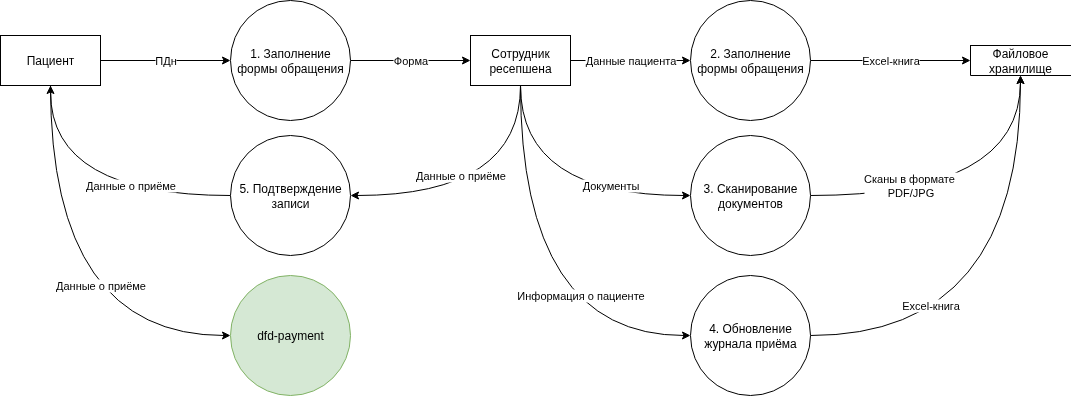 Пациент
ПДн
1. Заполнение
формы обращения
Форма
Сотрудник
ресепшена
Данные пациента
2. Заполнение
формы обращения
Excel-книга
Файловое
хранилище
Данные о приёме
5. Подтверждение
записи
Данные о приёме
Документы
3. Сканирование
документов
Сканы в формате
PDF/JPG
Данные о приёме
dfd-payment
Информация о пациенте
4. Обновление
журнала приёма
Excel-книга